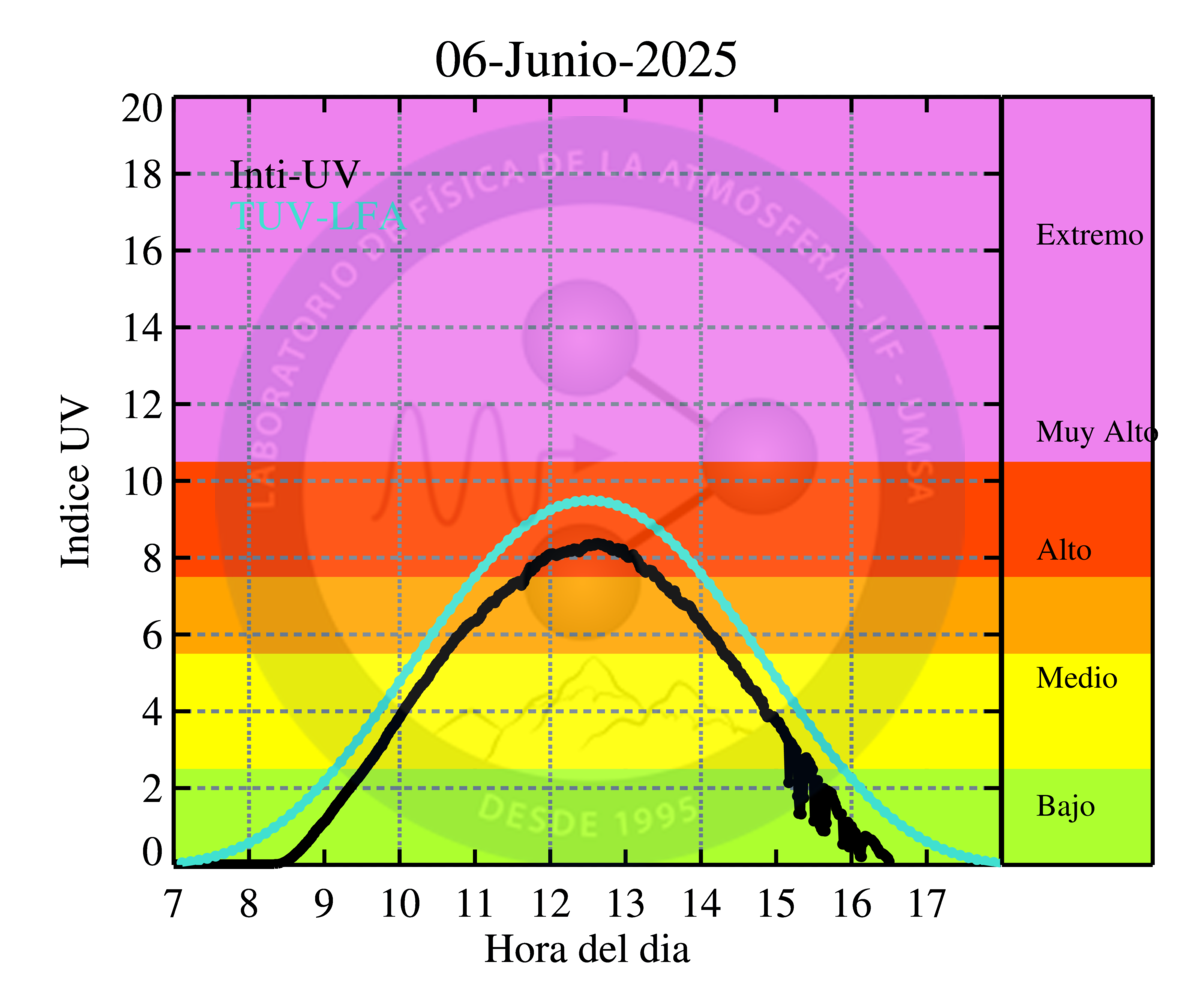 06-Junio-2025
Inti-UV
TUV-LFA
LABORATORIO DE FÍSICA DE LA ATMÓSFERA - IIF - UMSA
DESDE 1995
Indice UV
20
18
16
14
12
10
8
6
4
2
0
Extremo
Muy Alto
Alto
Medio
Bajo
7 8 9 10 11 12 13 14 15 16 17
Hora del dia